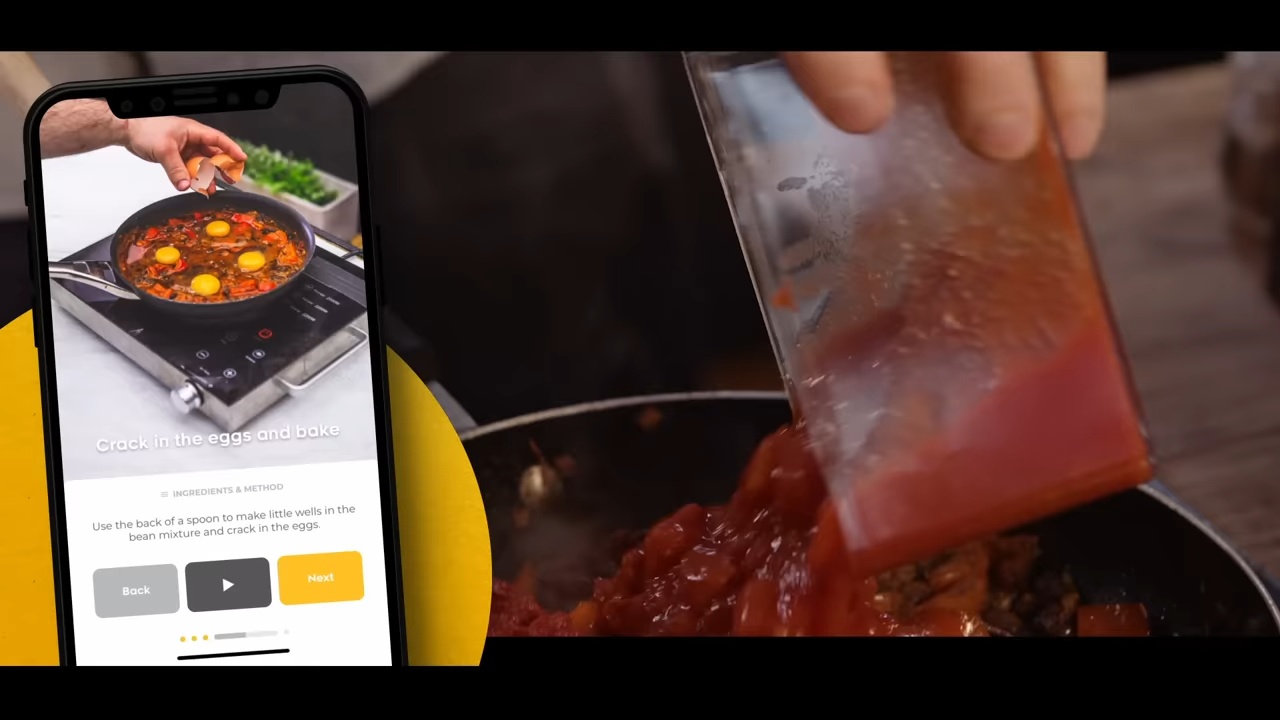 Crack in the eggs and bake
INGREDIENTS & METHOD
Use the back of a spoon to make little wells in the
bean mixture and crack in the eggs.
Back
Next